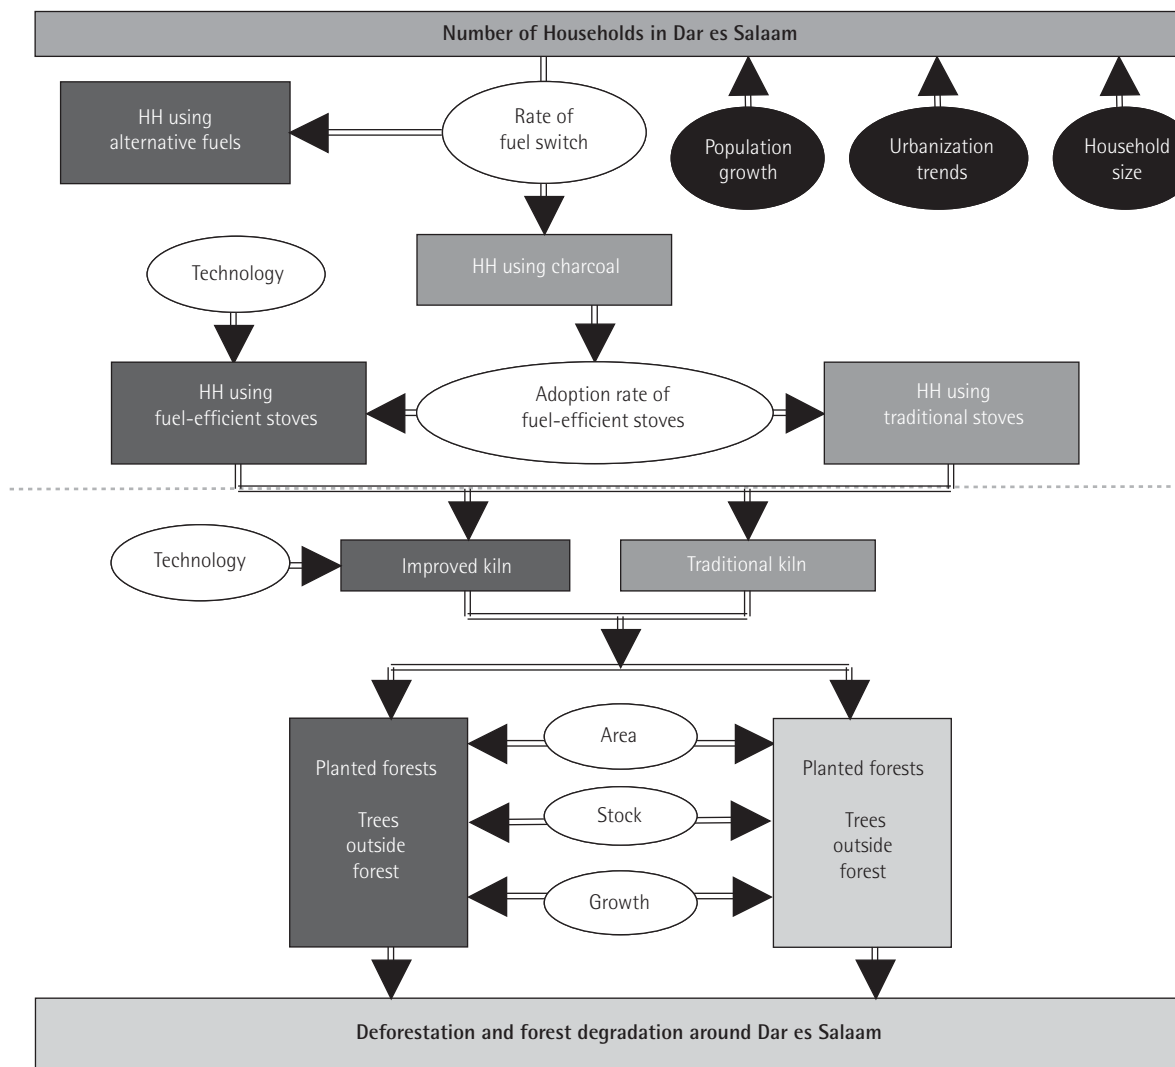 Number of Households in Dar es Salaam
HH using
alternative fuels
Rate of
fuel switch
Population
growth
Urbanization
trends
Household
size
Technology
HH using charcoal
HH using
fuel-efficient stoves
Adoption rate of
fuel-efficient stoves
HH using
traditional stoves
Technology
Improved kiln
Traditional kiln
Planted forests
Trees
outside
forest
Area
Stock
Growth
Planted forests
Trees
outside
forest
Deforestation and forest degradation around Dar es Salaam